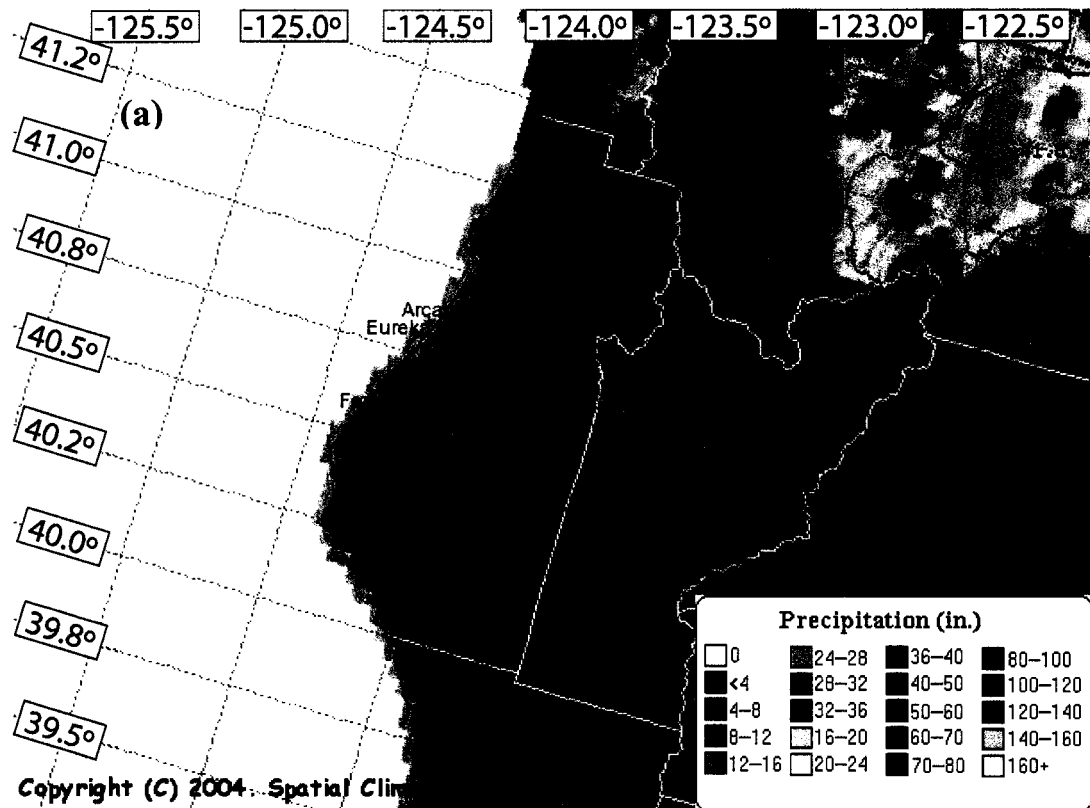 -125.5° -125.0° -124.5° -124.0° -123.5° -123.0° -122.5°
41.2°
(a)
41.0°
40.8°
Arca
Eureka
40.5°
40.2°
40.0°
39.8°
39.5°
Precipitation (in.)
0 24-28 36-40 80-100
<4 28-32 40-50 100-120
4-8 32-36 50-60 120-140
8-12 16-20 60-70 140-160
12-16 20-24 70-80 160+
Copyright (C) 2004. Spatial Clim